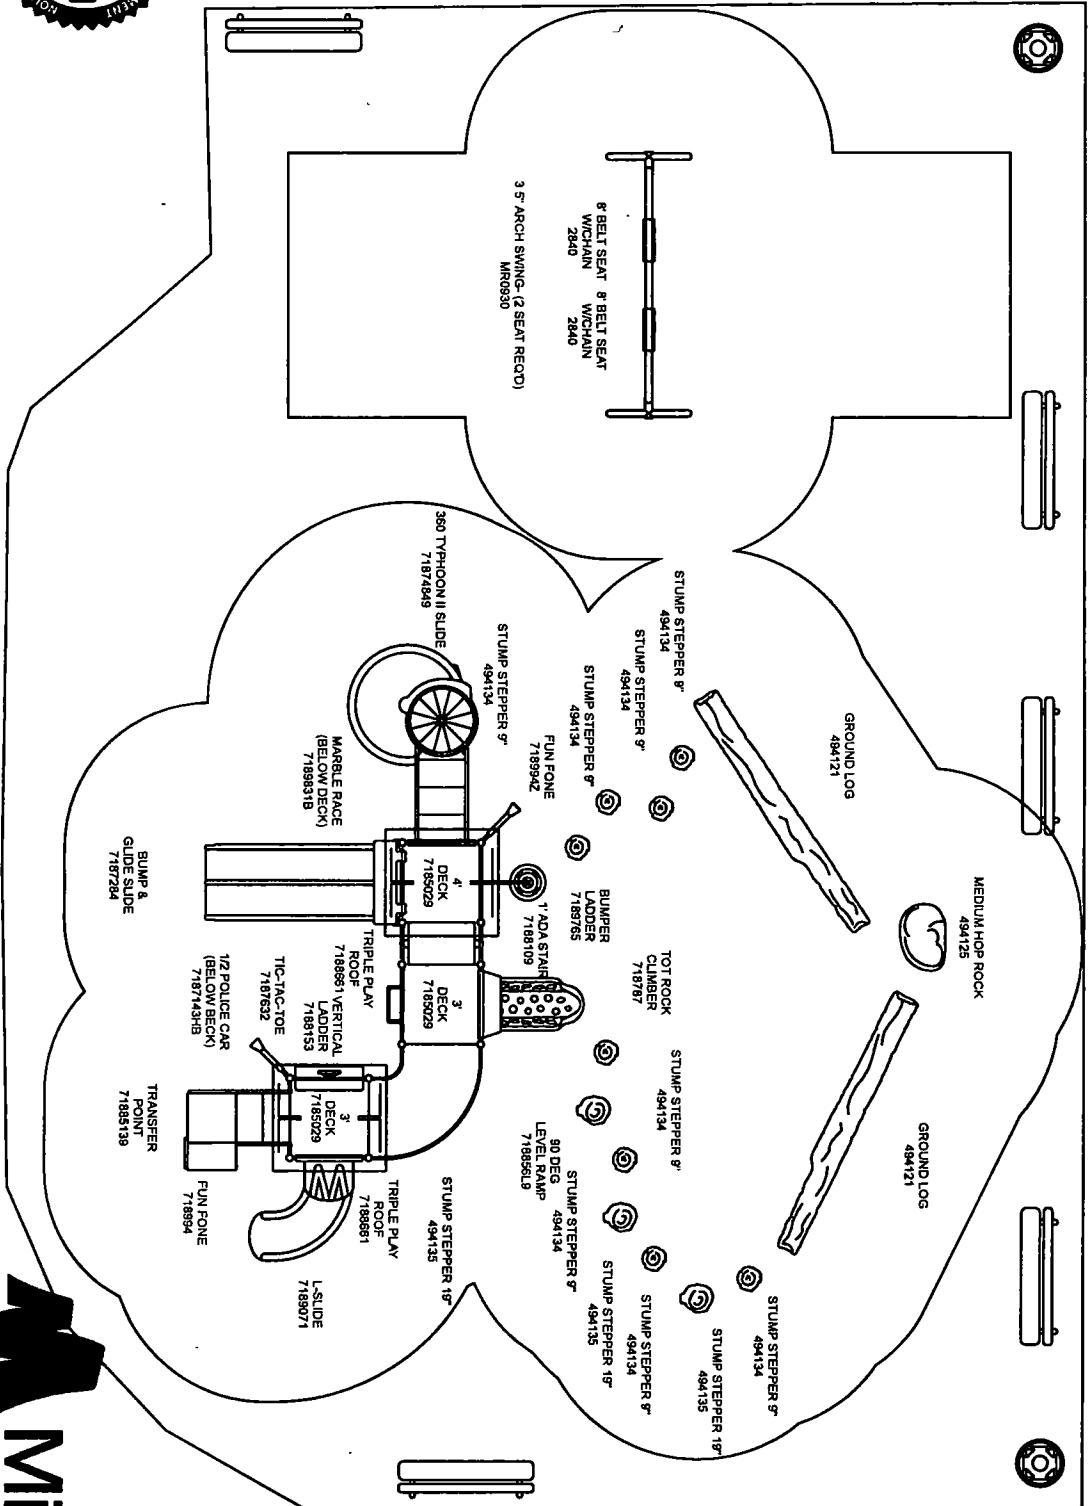 MENT
8' BELT SEAT
W/CHAIN
2840
8' BELT SEAT
W/CHAIN
2840
3 5" ARCH SWING- (2 SEAT REQ'D)
MR0930
STUMP STEPPER 9"
494134
GROUND LOG
494121
MEDIUM HOP ROCK
494125
GROUND LOG
494121
STUMP STEPPER 9"
494134
STUMP STEPPER 9"
494134
STUMP STEPPER 9"
494134
360 TYPHOON II SLIDE
71874849
FUN FONE
718994Z
BUMPER
LADDER
7189765
TOT ROCK
CLIMBER
718787
STUMP STEPPER 9"
494134
1' ADA STAIR
7188109
MARBLE RACE
(BELOW DECK)
7189831B
4'
DECK
7185029
3'
DECK
7185029
90 DEG
LEVEL RAMP
718856L9
STUMP STEPPER 9"
494134
STUMP STEPPER 19"
494135
STUMP STEPPER 9"
494134
STUMP STEPPER 19"
494135
STUMP STEPPER 9"
494134
STUMP STEPPER 19"
494135
BUMP &
GLIDE SLIDE
7187284
TRIPLE PLAY
ROOF
7188661
VERTICAL
LADDER
7188153
TIC-TAC-TOE
7187632
1/2 POLICE CAR
(BELOW BECK)
7187143HB
3'
DECK
7185029
TRIPLE PLAY
ROOF
7188661
TRANSFER
POINT
71885139
FUN FONE
718994
L-SLIDE
7189071
Mi